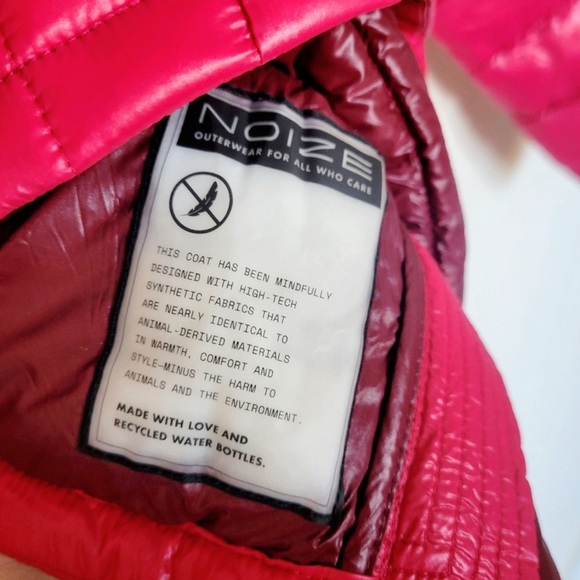 NOIZE
OUTERWEAR FOR ALL WHO CARE
THIS COAT HAS BEEN MINDFULLY
DESIGNED WITH HIGH-TECH
SYNTHETIC FABRICS THAT
ARE NEARLY IDENTICAL TO
ANIMAL-DERIVED MATERIALS
IN WARMTH, COMFORT AND
STYLE-MINUS THE HARM TO
ANIMALS AND THE ENVIRONMENT.
MADE WITH LOVE AND
RECYCLED WATER BOTTLES.